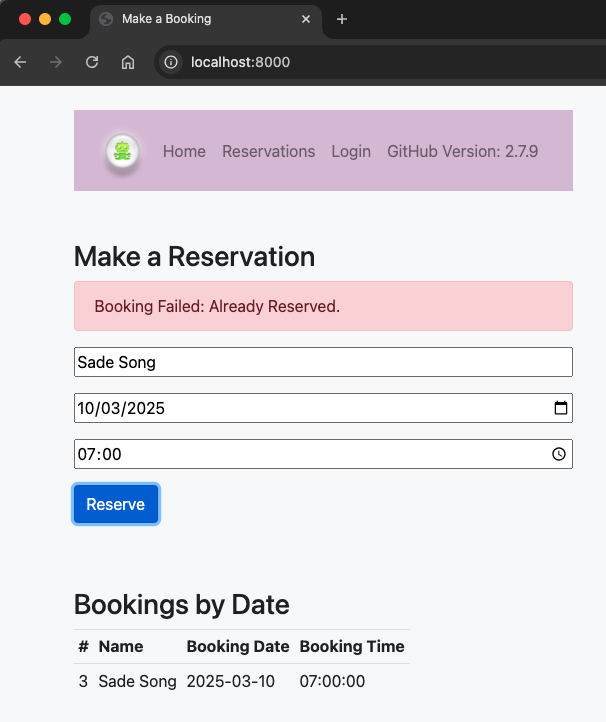 Make a Booking
localhost:8000
Home Reservations Login GitHub Version: 2.7.9
Make a Reservation
Booking Failed: Already Reserved.
Sade Song
10/03/2025
07:00
Reserve
Bookings by Date
# Name Booking Date Booking Time
3 Sade Song 2025-03-10 07:00:00